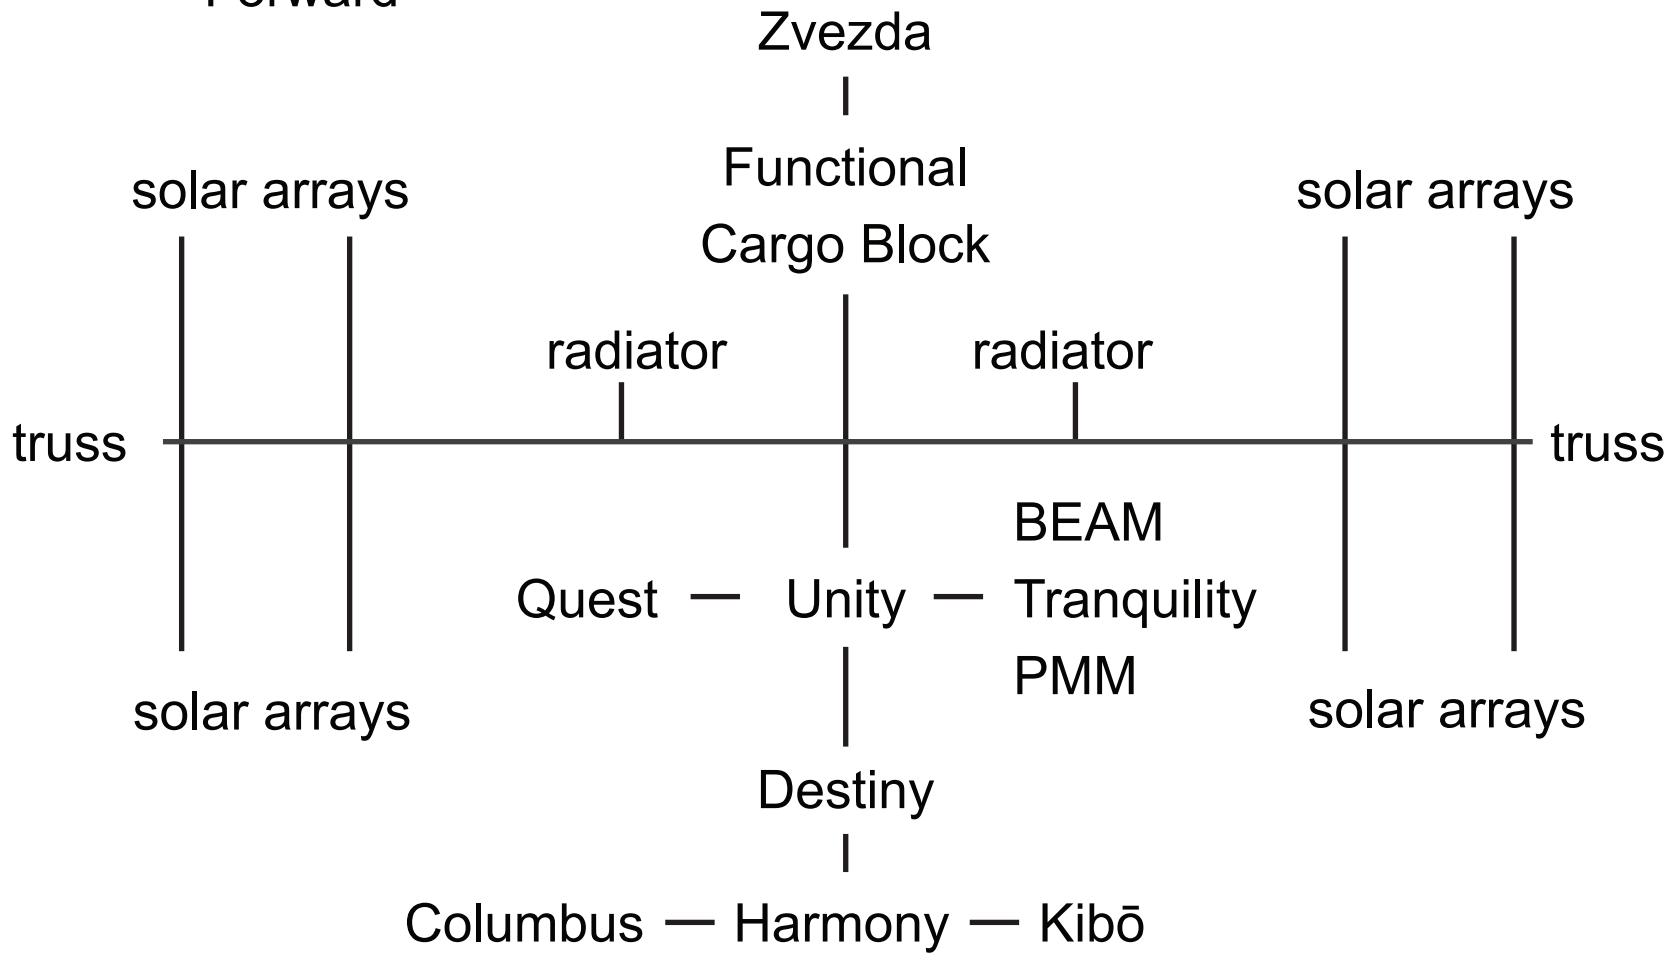 Forward
Zvezda
Functional
Cargo Block
solar arrays
solar arrays
radiator
radiator
truss
truss
BEAM
Quest — Unity — Tranquility
PMM
solar arrays
solar arrays
Destiny
Columbus — Harmony — Kibō